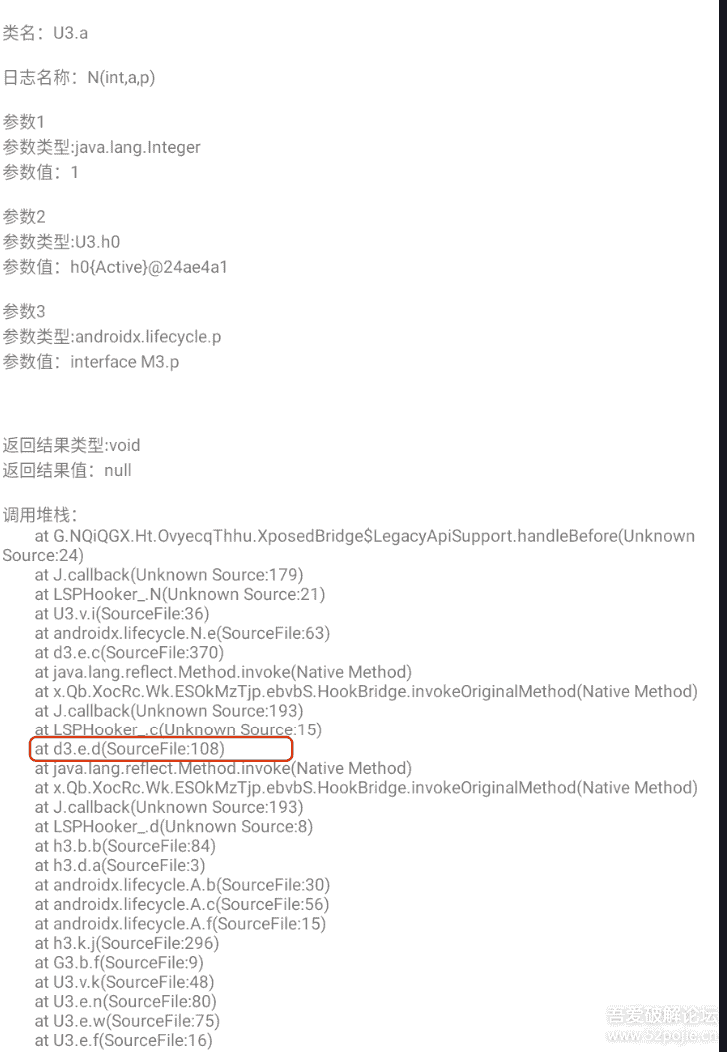 类名：U3.a
日志名称：N(int,a,p)
参数1
参数类型:java.lang.Integer
参数值：1
参数2
参数类型:U3.h0
参数值：h0{Active}@24ae4a1
参数3
参数类型:androidx.lifecycle.p
参数值：interface M3.p
返回结果类型:void
返回结果值：null
调用堆栈：
at G.NQiQGX.Ht.OvyecqThhu.XposedBridge$LegacyApiSupport.handleBefore(Unknown
Source:24)
at J.callback(Unknown Source:179)
at LSPHooker_.N(Unknown Source:21)
at U3.v.i(SourceFile:36)
at androidx.lifecycle.N.e(SourceFile:63)
at d3.e.c(SourceFile:370)
at java.lang.reflect.Method.invoke(Native Method)
at x.Qb.XocRc.Wk.ESOkMzTjp.ebvbS.HookBridge.invokeOriginalMethod(Native Method)
at J.callback(Unknown Source:193)
at LSPHooker_.c(Unknown Source:15)
at d3.e.d(SourceFile:108)
at java.lang.reflect.Method.invoke(Native Method)
at x.Qb.XocRc.Wk.ESOkMzTjp.ebvbS.HookBridge.invokeOriginalMethod(Native Method)
at J.callback(Unknown Source:193)
at LSPHooker_.d(Unknown Source:8)
at h3.b.b(SourceFile:84)
at h3.d.a(SourceFile:3)
at androidx.lifecycle.A.b(SourceFile:30)
at androidx.lifecycle.A.c(SourceFile:56)
at androidx.lifecycle.A.f(SourceFile:15)
at h3.k.j(SourceFile:296)
at G3.b.f(SourceFile:9)
at U3.v.k(SourceFile:48)
at U3.e.n(SourceFile:80)
at U3.e.w(SourceFile:75)
at U3.e.f(SourceFile:16)
吾爱破解论坛
www.52pojie.cn